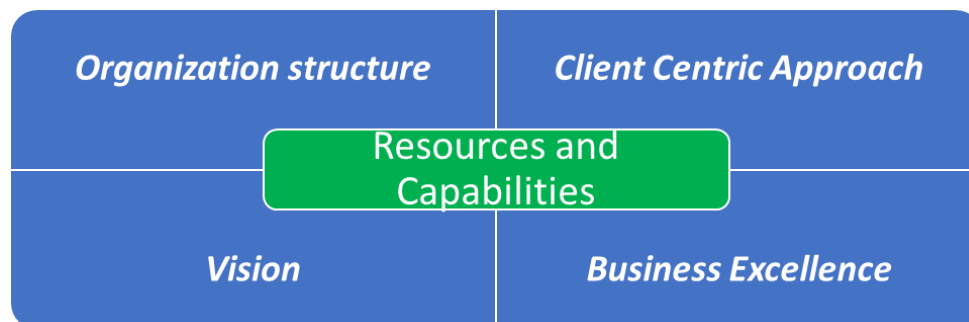 Organization structure
Client Centric Approach
Resources and
Capabilities
Vision
Business Excellence